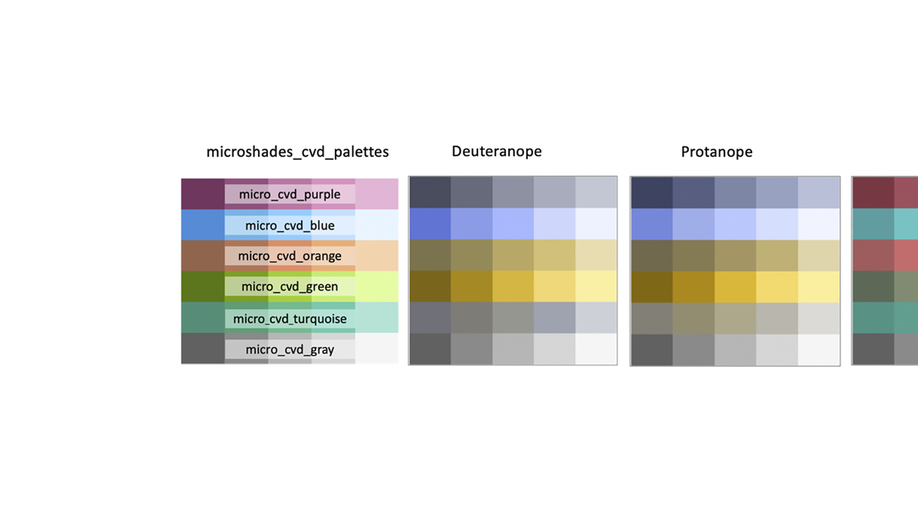 microshades_cvd_palettes
Deuteranope
Protanope
micro_cvd_purple
micro_cvd_blue
micro_cvd_orange
micro_cvd_green
micro_cvd_turquoise
micro_cvd_gray